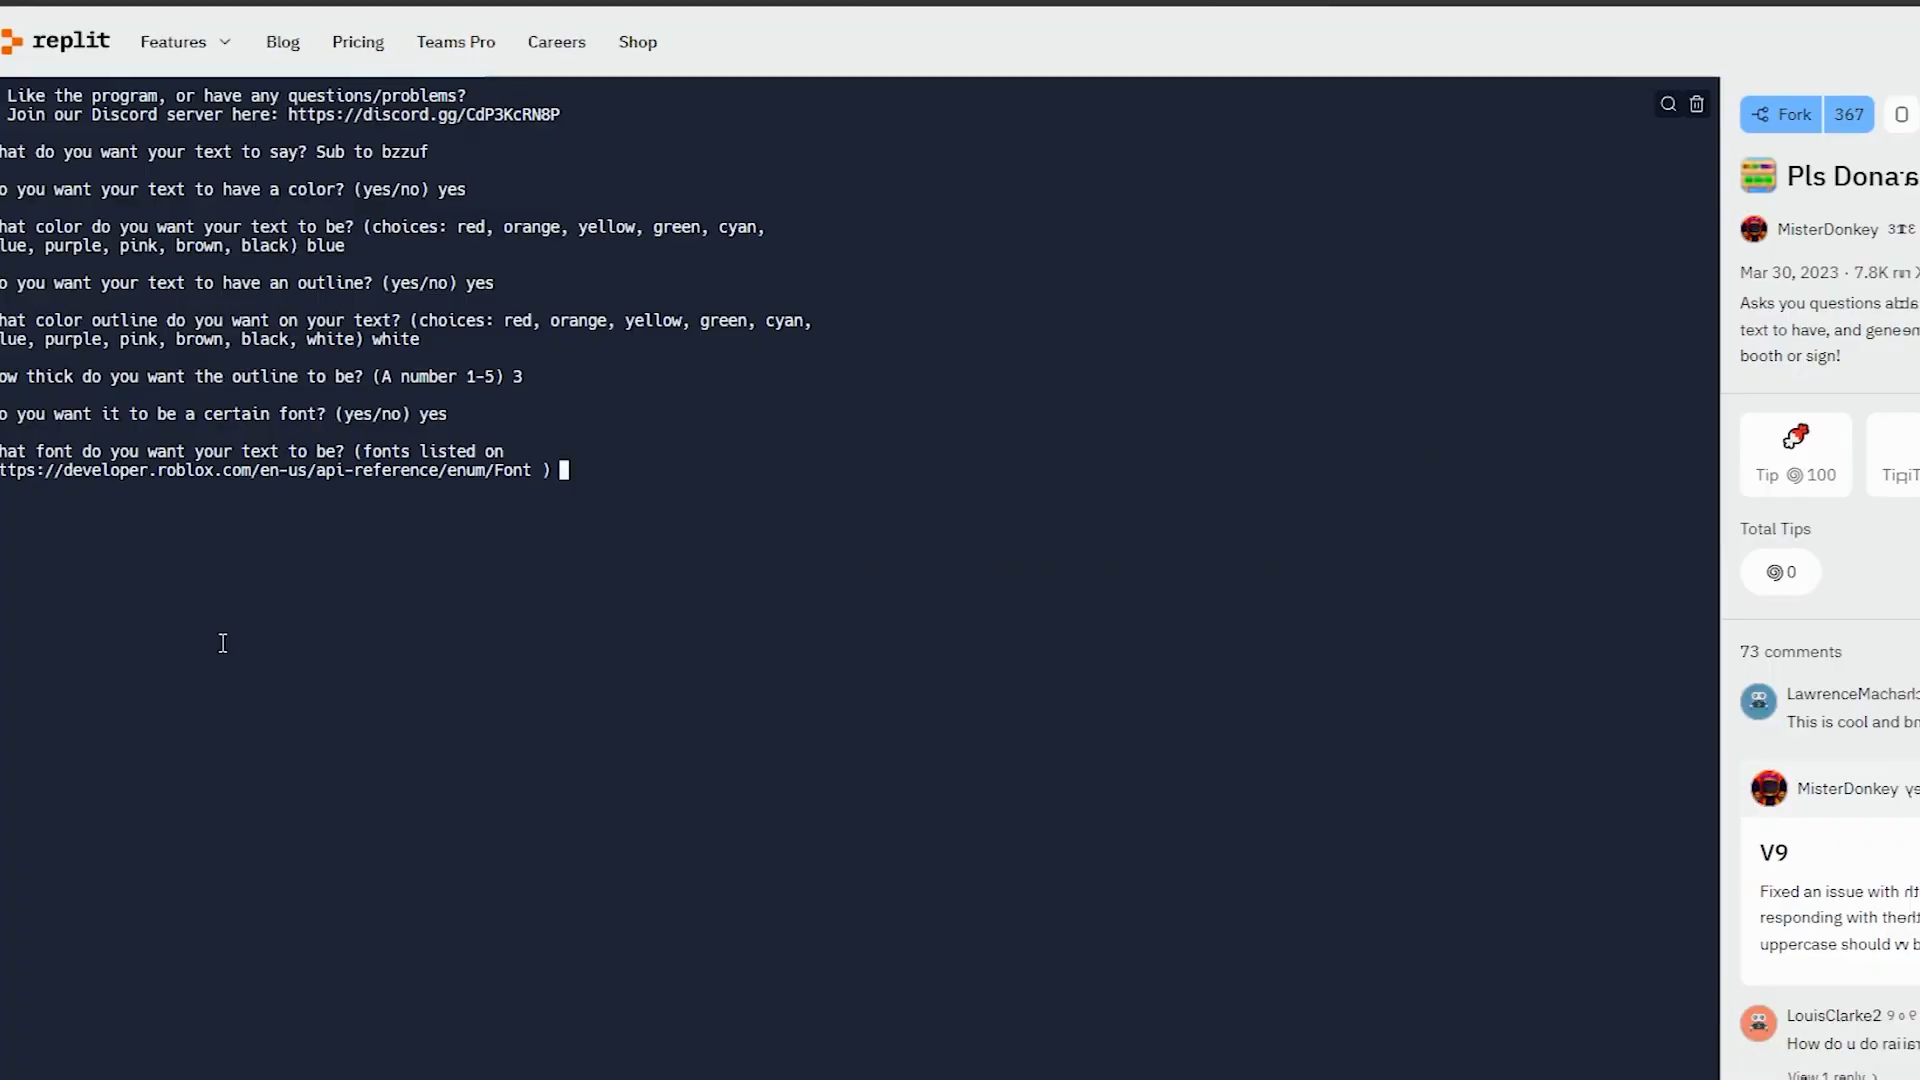 replit Features Blog Pricing Teams Pro Careers Shop
Like the program, or have any questions/problems?
Join our Discord server here: https://discord.gg/CdP3KcRN8P
hat do you want your text to say? Sub to bzzuf
o you want your text to have a color? (yes/no) yes
hat color do you want your text to be? (choices: red, orange, yellow, green, cyan,
lue, purple, pink, brown, black) blue
o you want your text to have an outline? (yes/no) yes
hat color outline do you want on your text? (choices: red, orange, yellow, green, cyan,
lue, purple, pink, brown, black, white) white
ow thick do you want the outline to be? (A number 1-5) 3
o you want it to be a certain font? (yes/no) yes
hat font do you want your text to be? (fonts listed on
ttps://developer.roblox.com/en-us/api-reference/enum/Font )
Fork 367
Pls
MisterDonkey
Mar 30, 2023 · 7.8K
Asks you questions
text to have, and
booth or sign!
Tip 100
Total Tips
0
73 comments
This is cool and
MisterDonkey
V9
Fixed an issue with
responding with
uppercase should
LouisClarke2
How do u do
View 1 reply